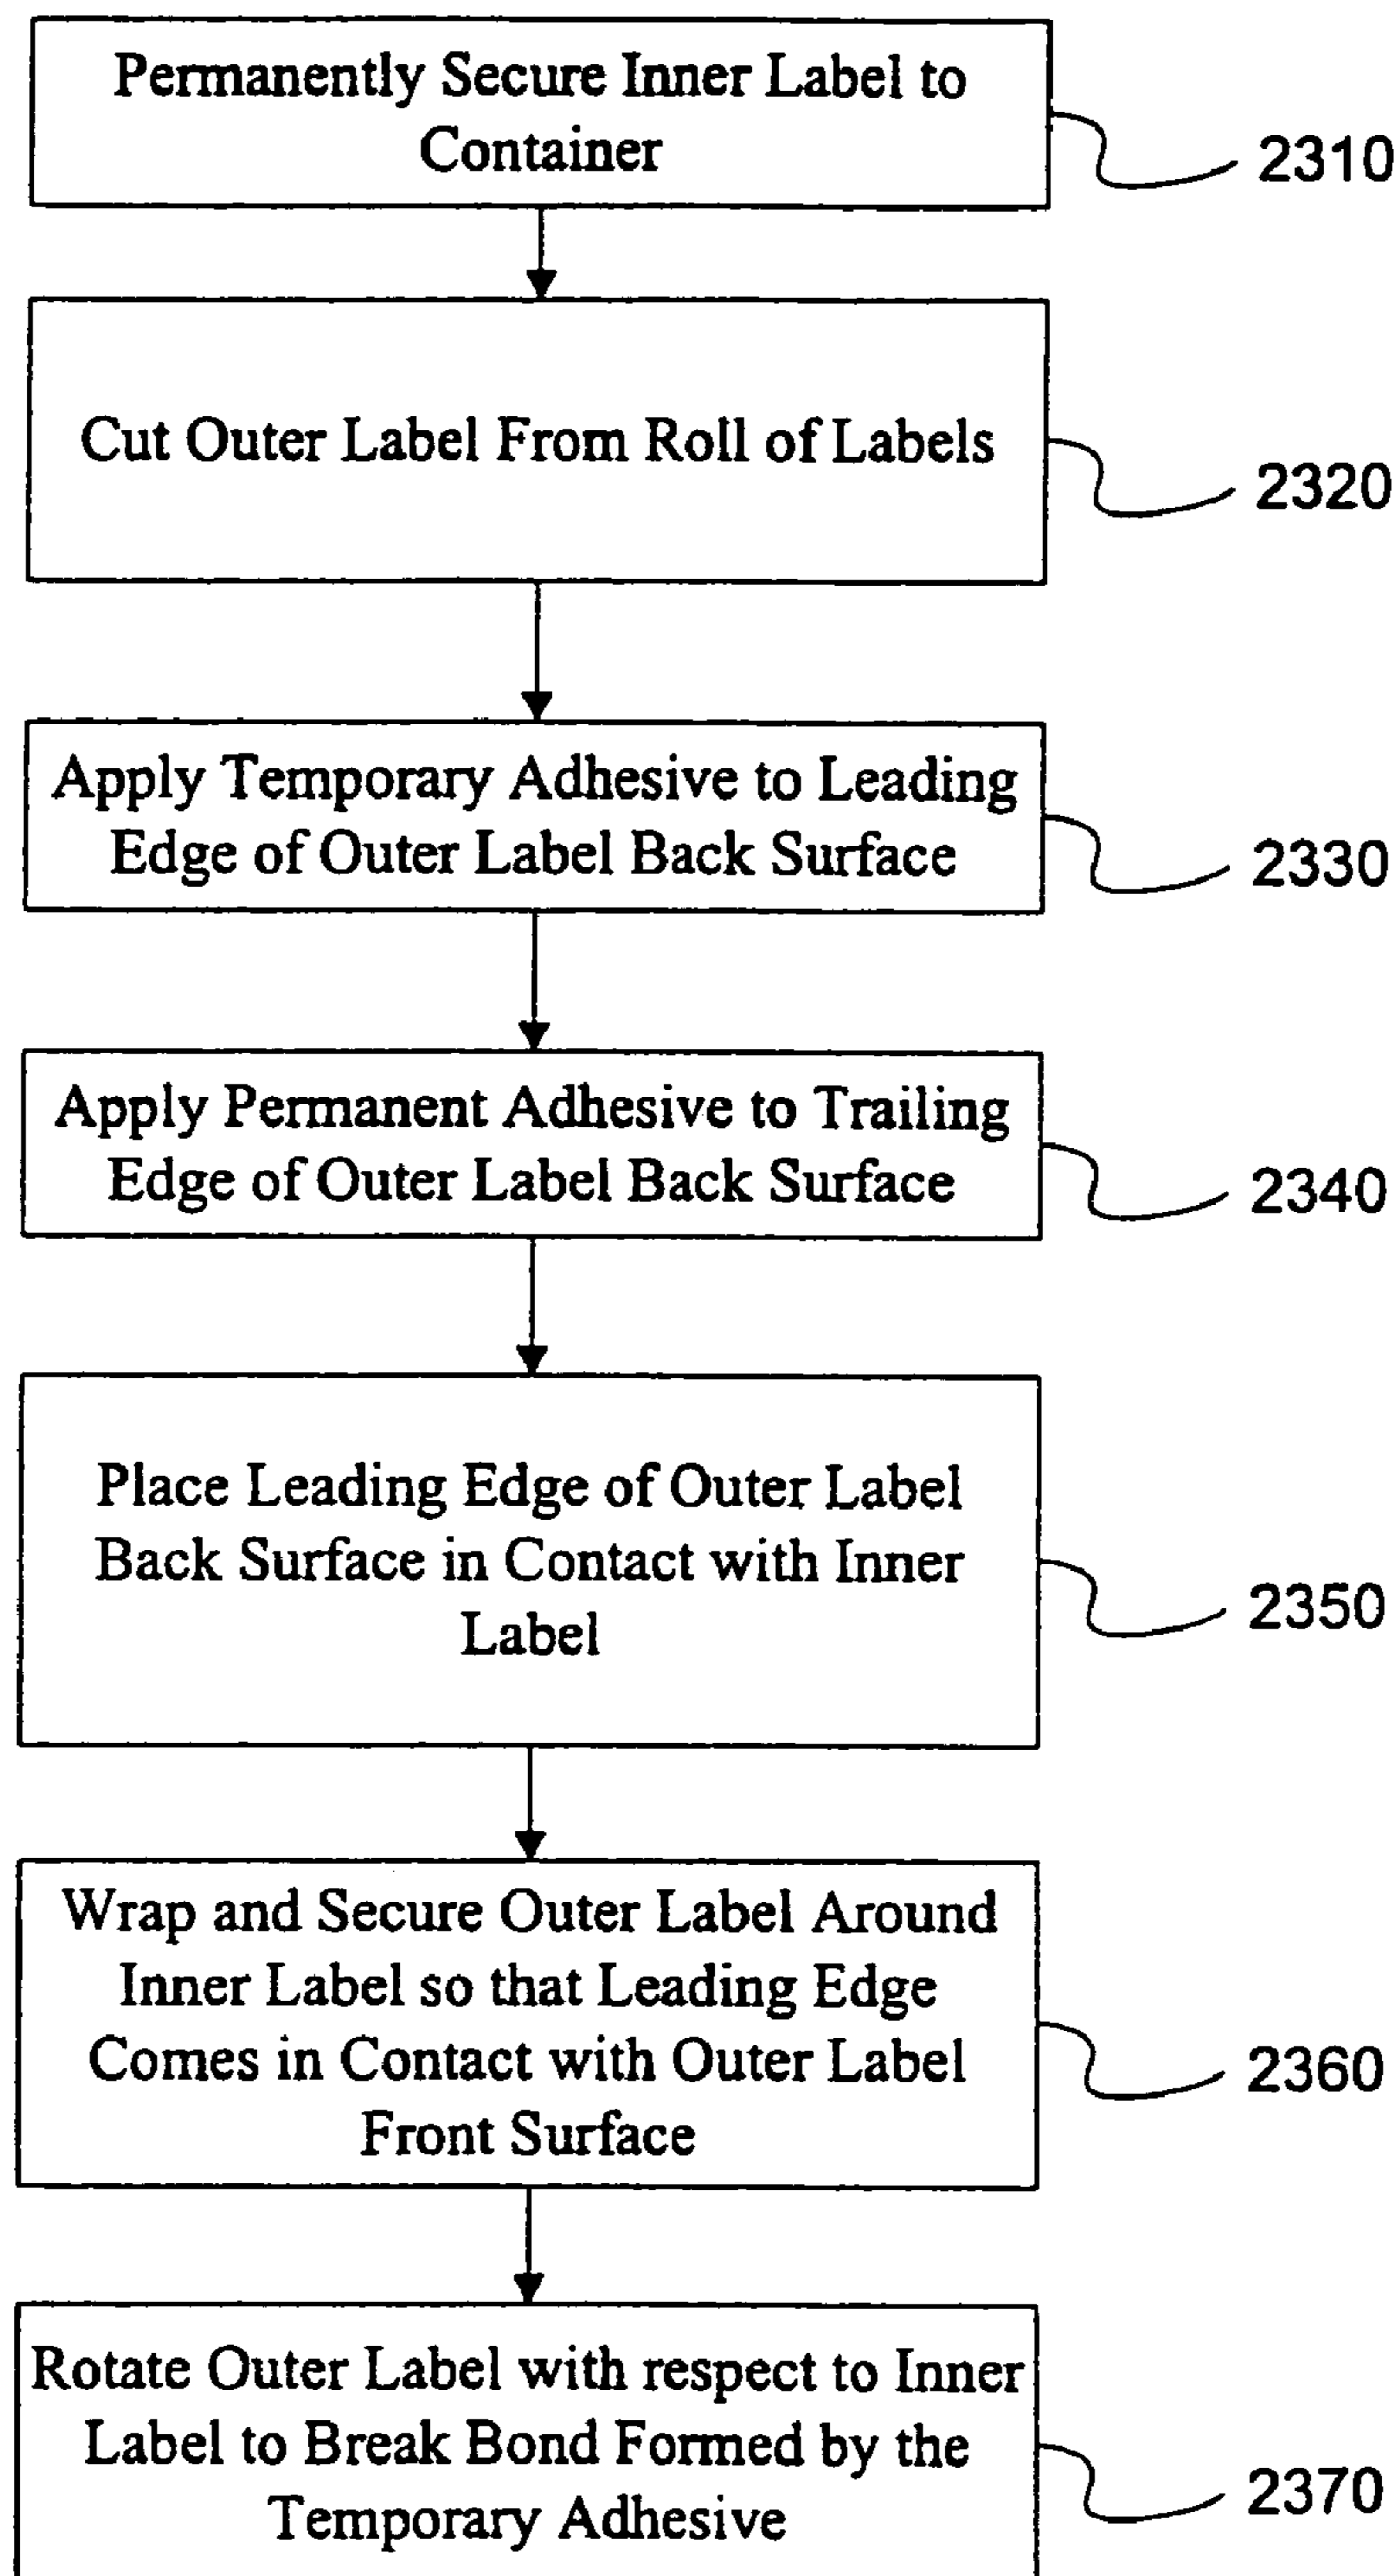 Permanently Secure Inner Label to
Container
2310
Cut Outer Label From Roll of Labels
2320
Apply Temporary Adhesive to Leading
Edge of Outer Label Back Surface
2330
Apply Permanent Adhesive to Trailing
Edge of Outer Label Back Surface
2340
Place Leading Edge of Outer Label
Back Surface in Contact with Inner
Label
2350
Wrap and Secure Outer Label Around
Inner Label so that Leading Edge
Comes in Contact with Outer Label
Front Surface
2360
Rotate Outer Label with respect to Inner
Label to Break Bond Formed by the
Temporary Adhesive
2370